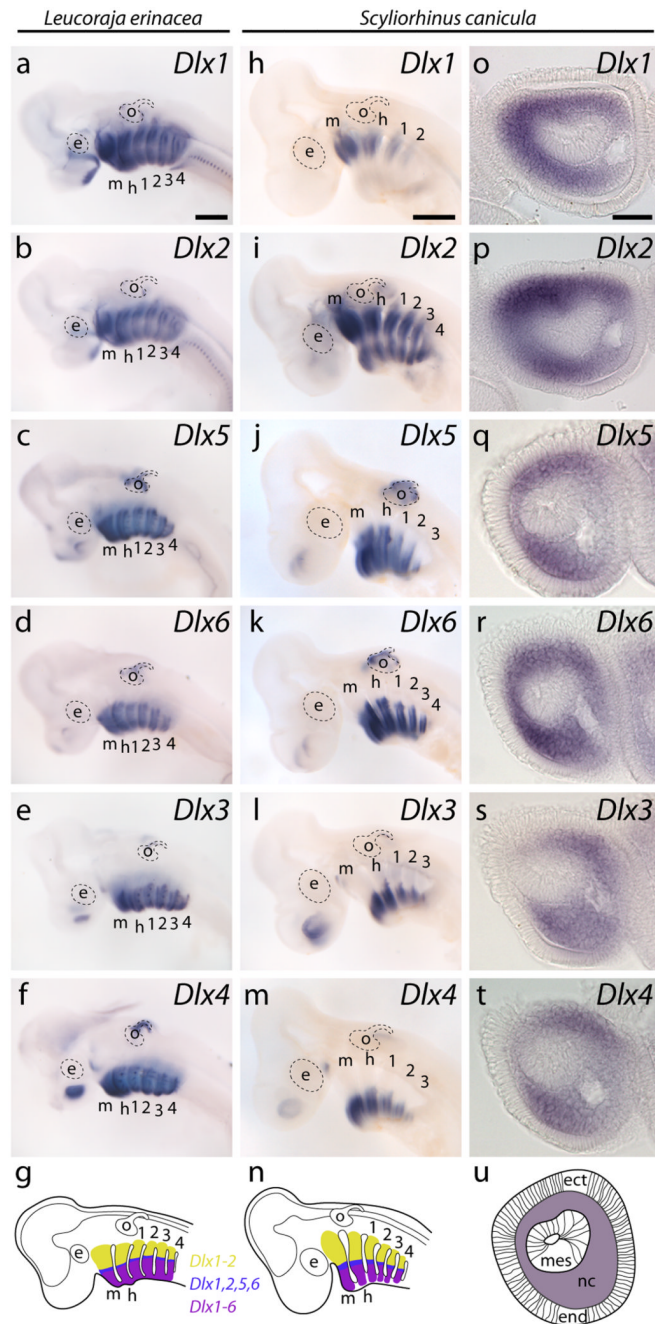 Leucoraja erinacea
Scyliorhinus canicula
a Dlx1
o
e
m h 1 2 3 4
h Dlx1
o
m h 1 2
e
o Dlx1
b Dlx2
o
e
m h 1 2 3 4
i Dlx2
o
m h 1 2 3 4
e
p Dlx2
c Dlx5
o
e
m h 1 2 3 4
j Dlx5
o
e
m h 1 2 3
q Dlx5
d Dlx6
o
e
m h 1 2 3 4
k Dlx6
o
m h 1 2 3 4
e
r Dlx6
e Dlx3
o
e
m h 1 2 3 4
l Dlx3
o
m h 1 2 3
e
s Dlx3
f Dlx4
o
e
m h 1 2 3 4
m Dlx4
o
m h 1 2 3
e
t Dlx4
g
o
1 2 3 4
e
m h
Dlx1-2
Dlx1,2,5,6
Dlx1-6
n
o
1 2 3 4
e
m h
u
ect
mes
nc
end